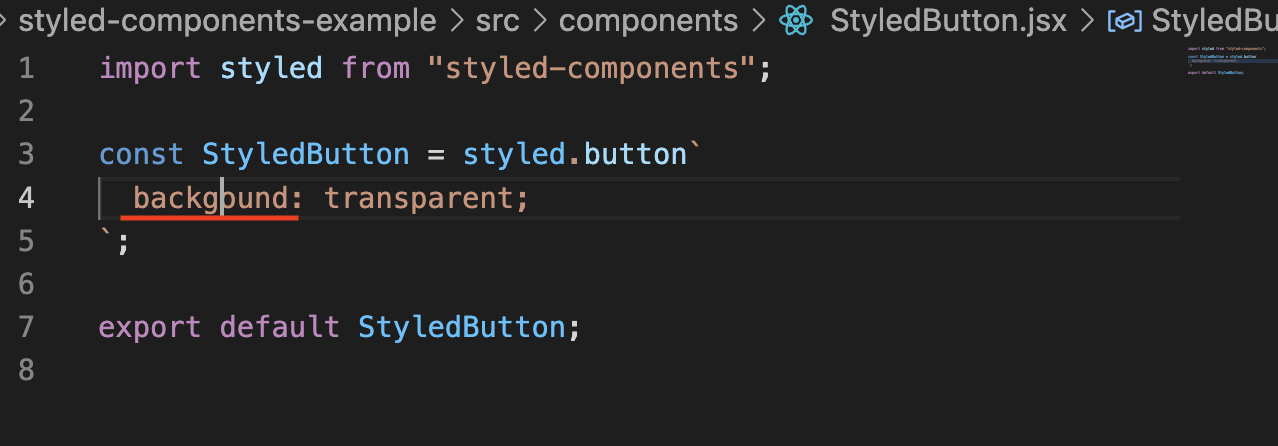 styled-components-example > src > components > StyledButton.jsx > StyledBu
1 import styled from "styled-components";
2
3 const StyledButton = styled.button`
4 backgound: transparent;
5 `;
6
7 export default StyledButton;
8